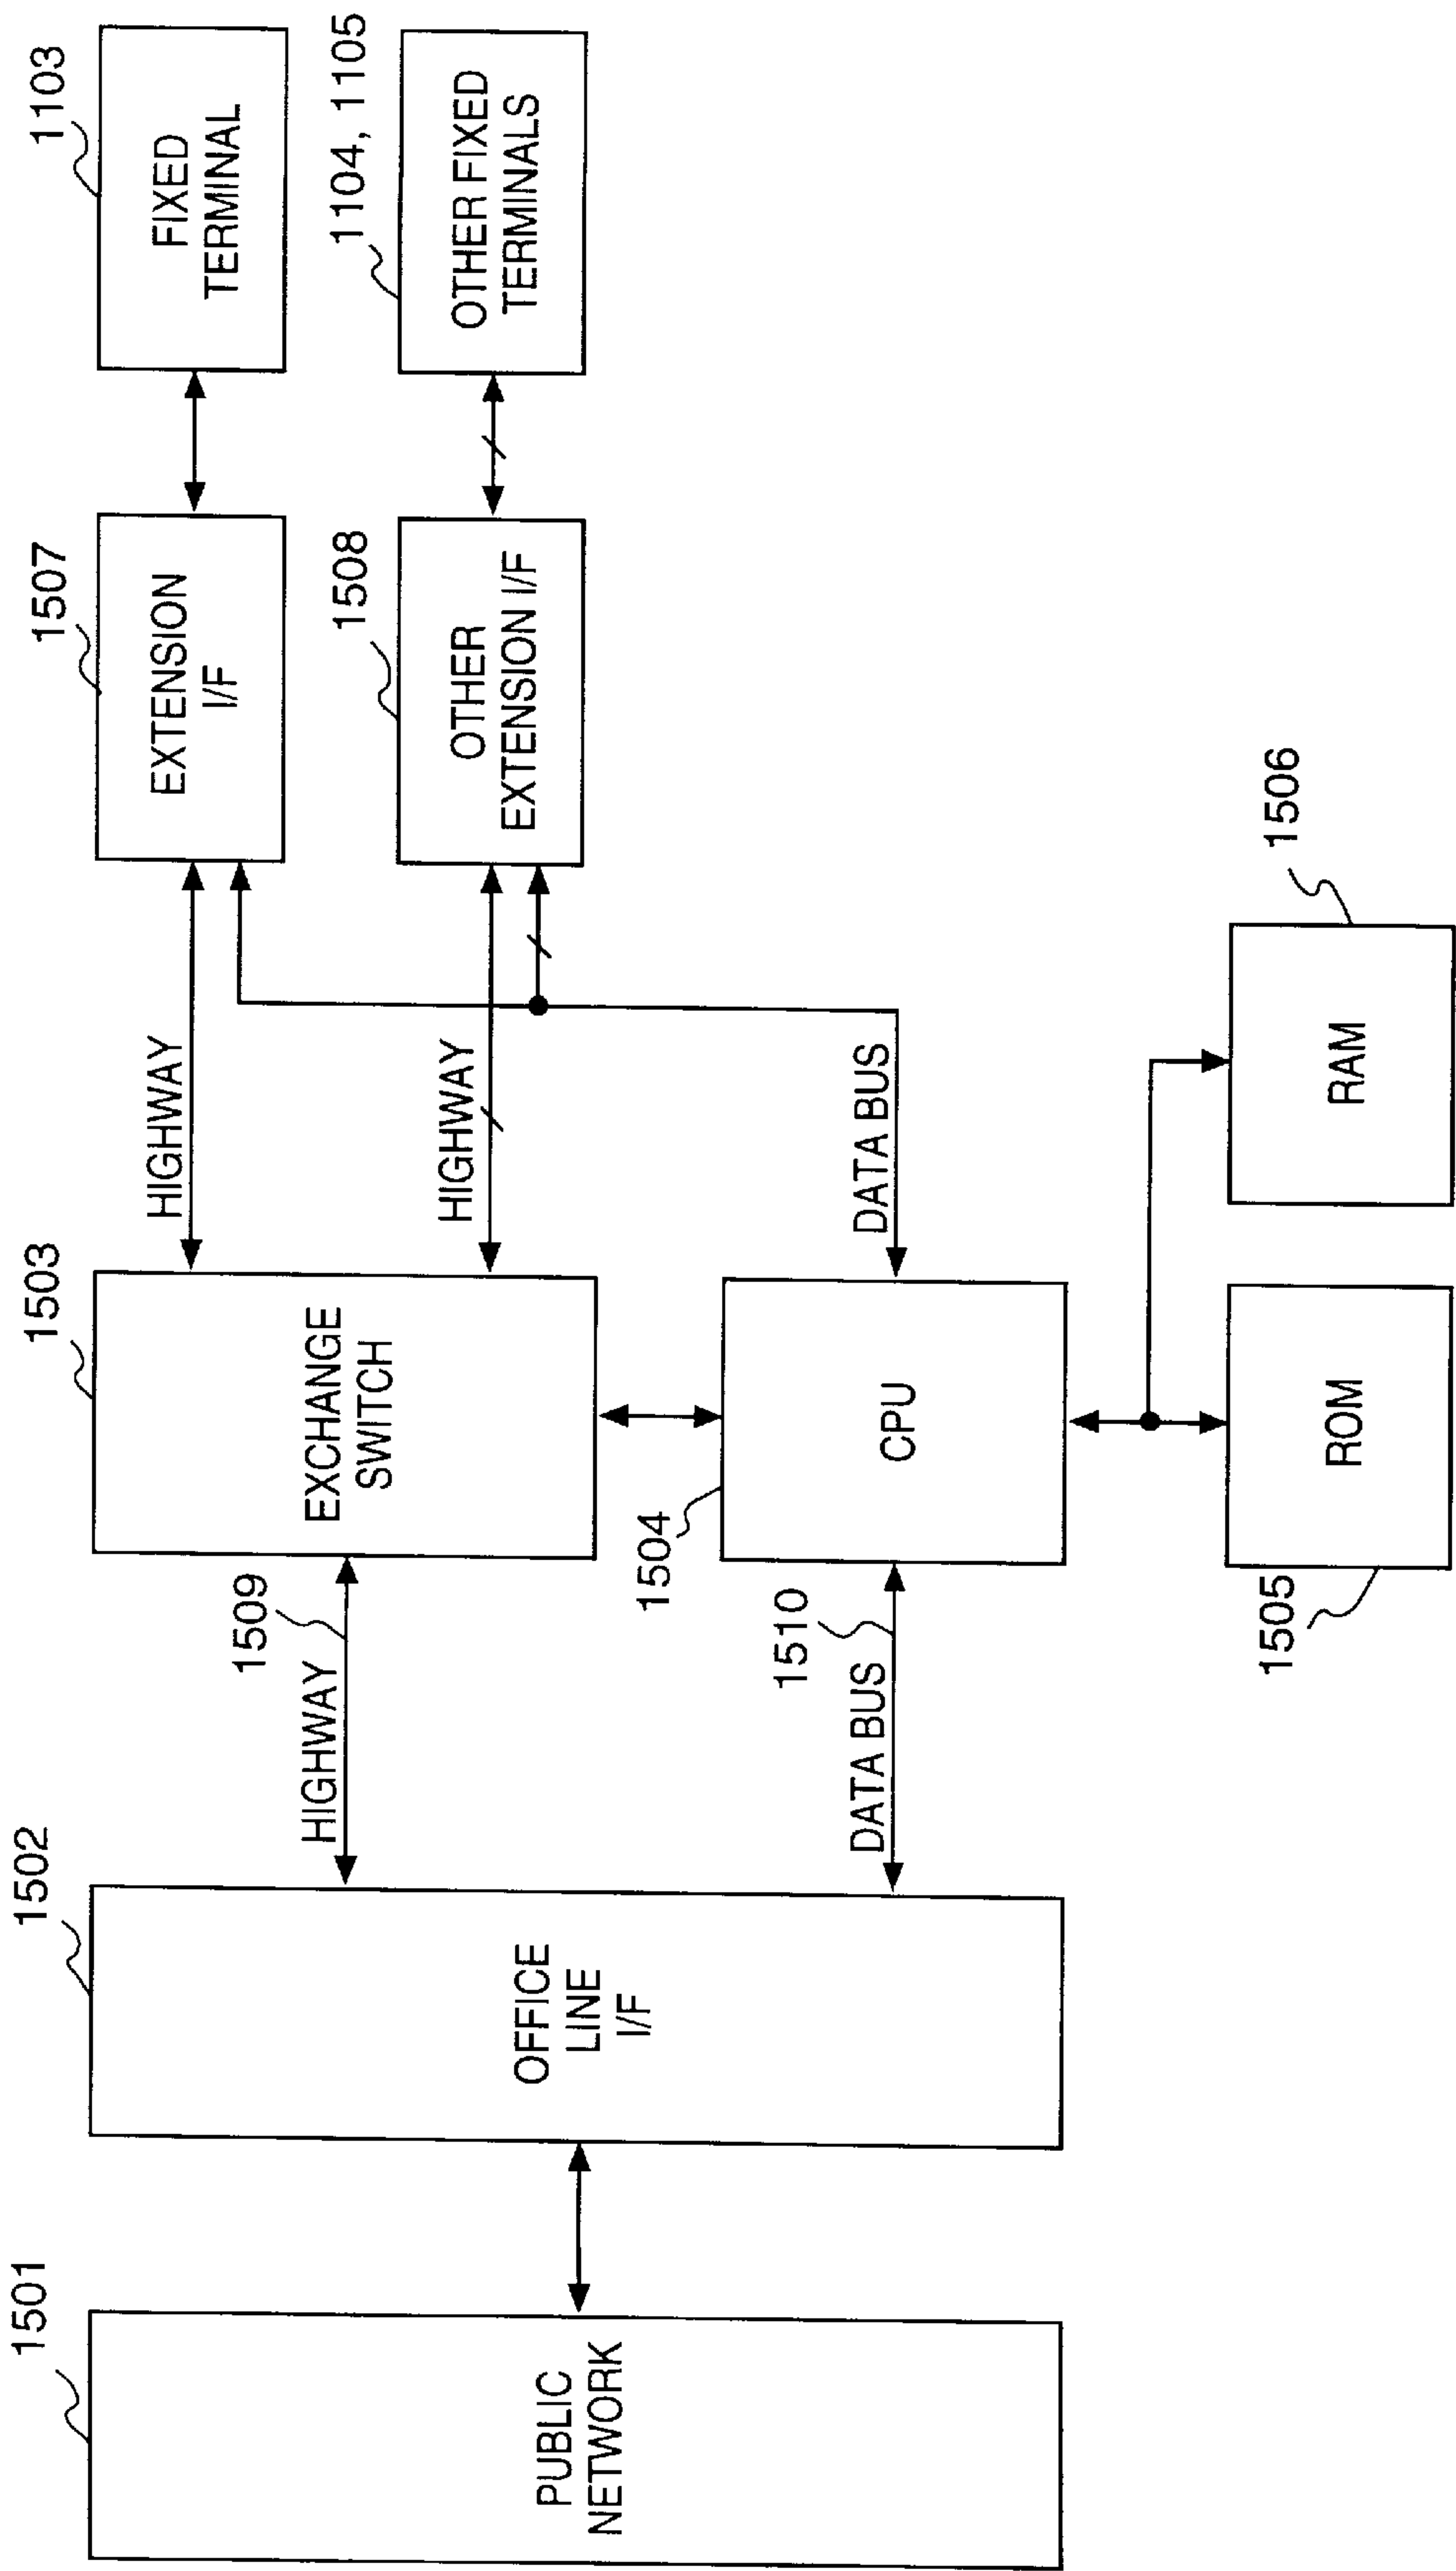 1501
PUBLIC
NETWORK
1502
OFFICE
LINE
I/F
HIGHWAY
1509
DATA BUS
1510
1503
EXCHANGE
SWITCH
1504
CPU
1505
ROM
1506
RAM
HIGHWAY
HIGHWAY
DATA BUS
1507
EXTENSION
I/F
1508
OTHER
EXTENSION I/F
1103
FIXED
TERMINAL
1104, 1105
OTHER FIXED
TERMINALS